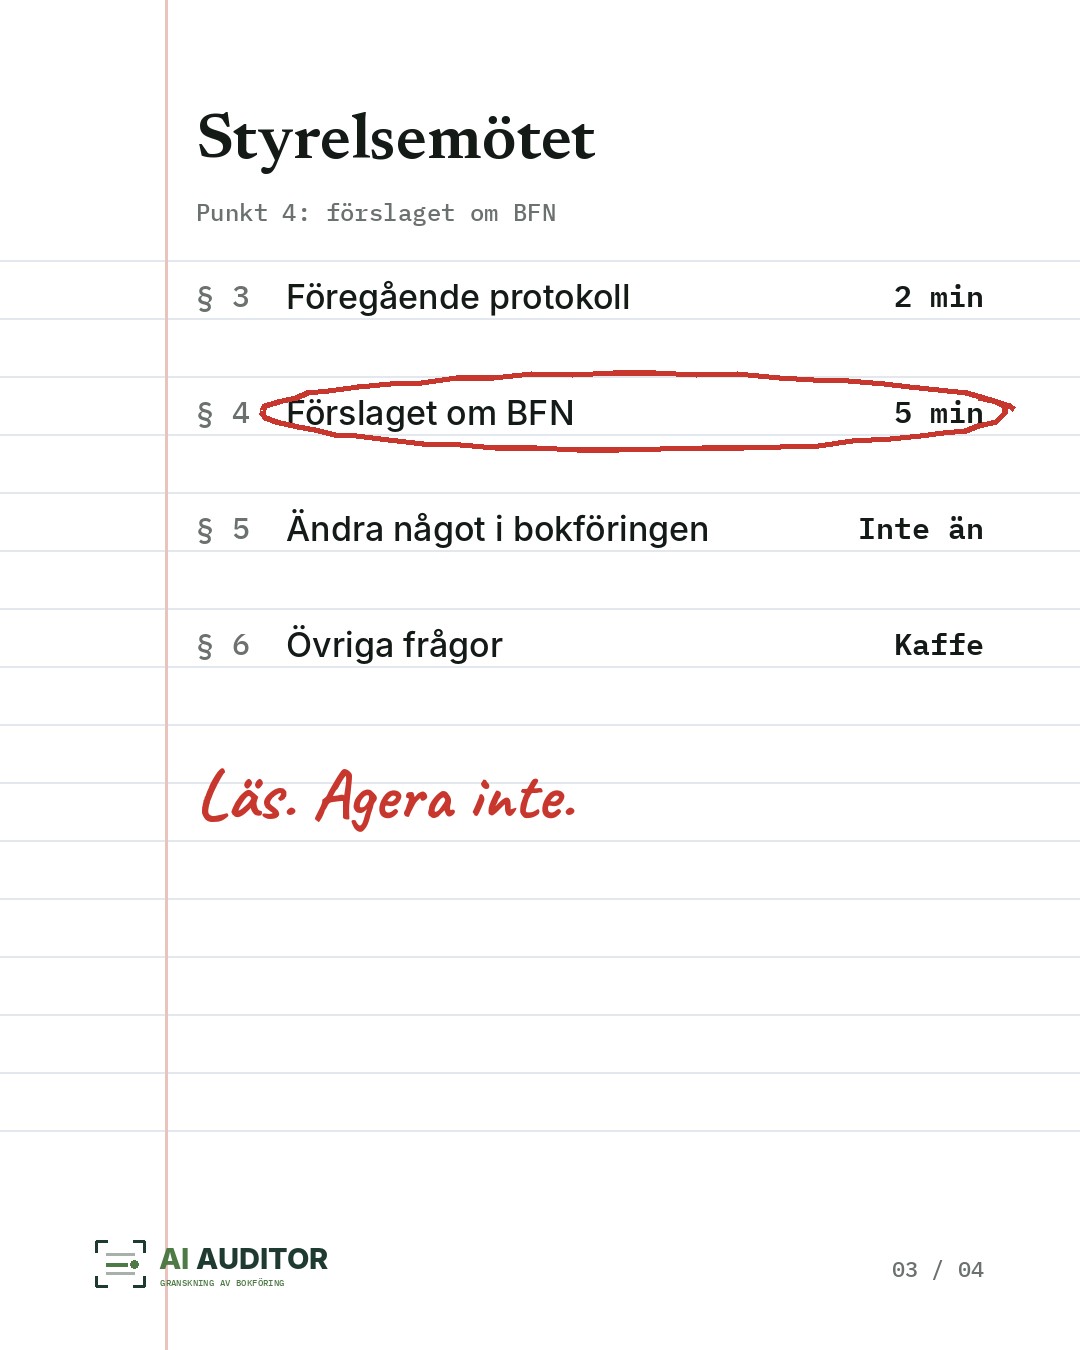 Styrelsemötet
Punkt 4: förslaget om BFN
§ 3 Föregående protokoll 2 min
§ 4 Förslaget om BFN 5 min
§ 5 Ändra något i bokföringen Inte än
§ 6 Övriga frågor Kaffe
Läs. Agera inte.
AI AUDITOR
GRANSKNING AV BOKFÖRING
03 / 04